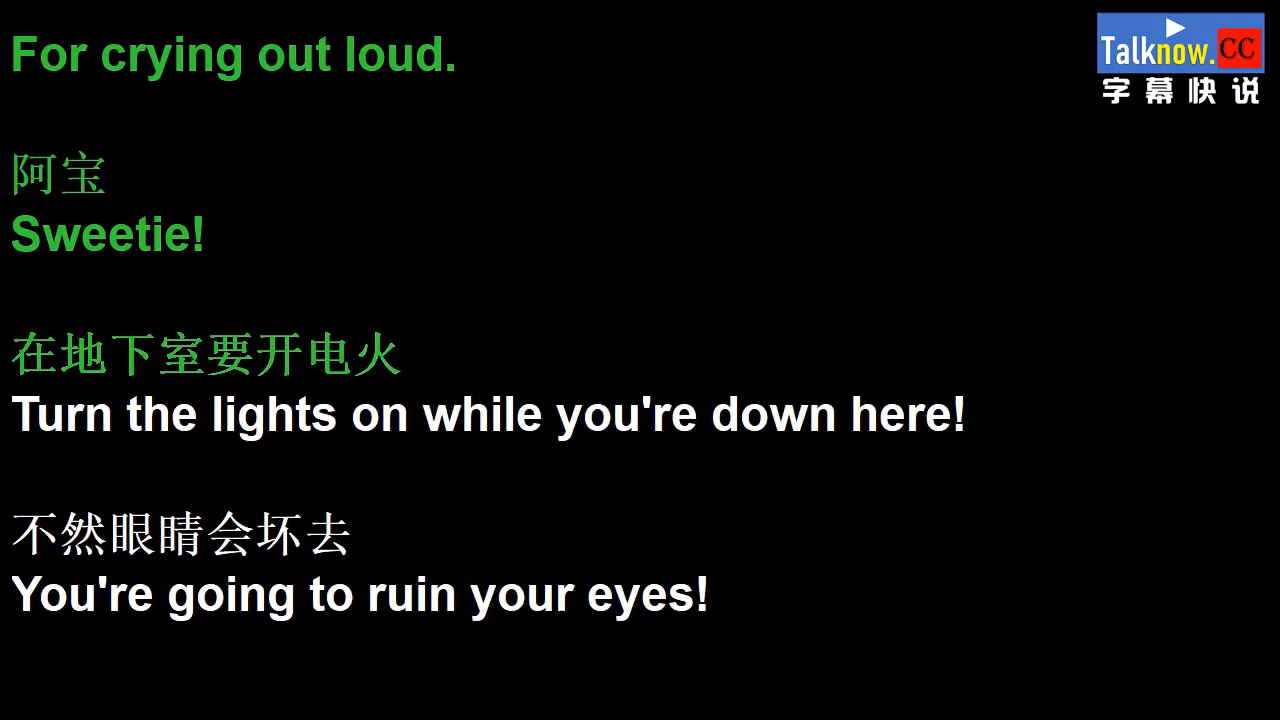 For crying out loud.
Talknow.CC
字幕快说
阿宝
Sweetie!
在地下室要开电火
Turn the lights on while you're down here!
不然眼睛会坏去
You're going to ruin your eyes!